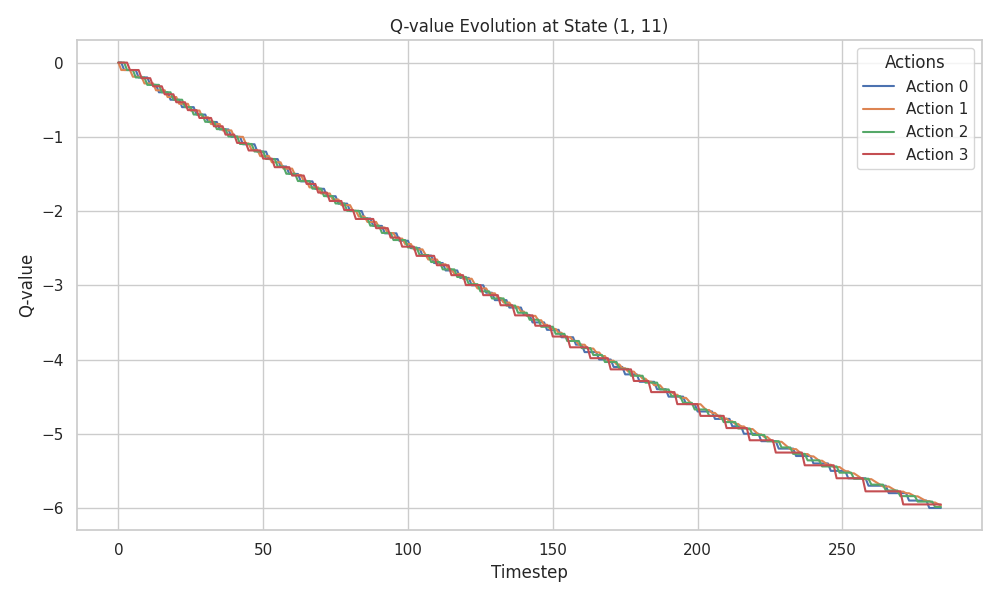 Q-value Evolution at State (1, 11)
Actions
Action 0
Action 1
Action 2
Action 3
Q-value
0
−1
−2
−3
−4
−5
−6
0 50 100 150 200 250
Timestep